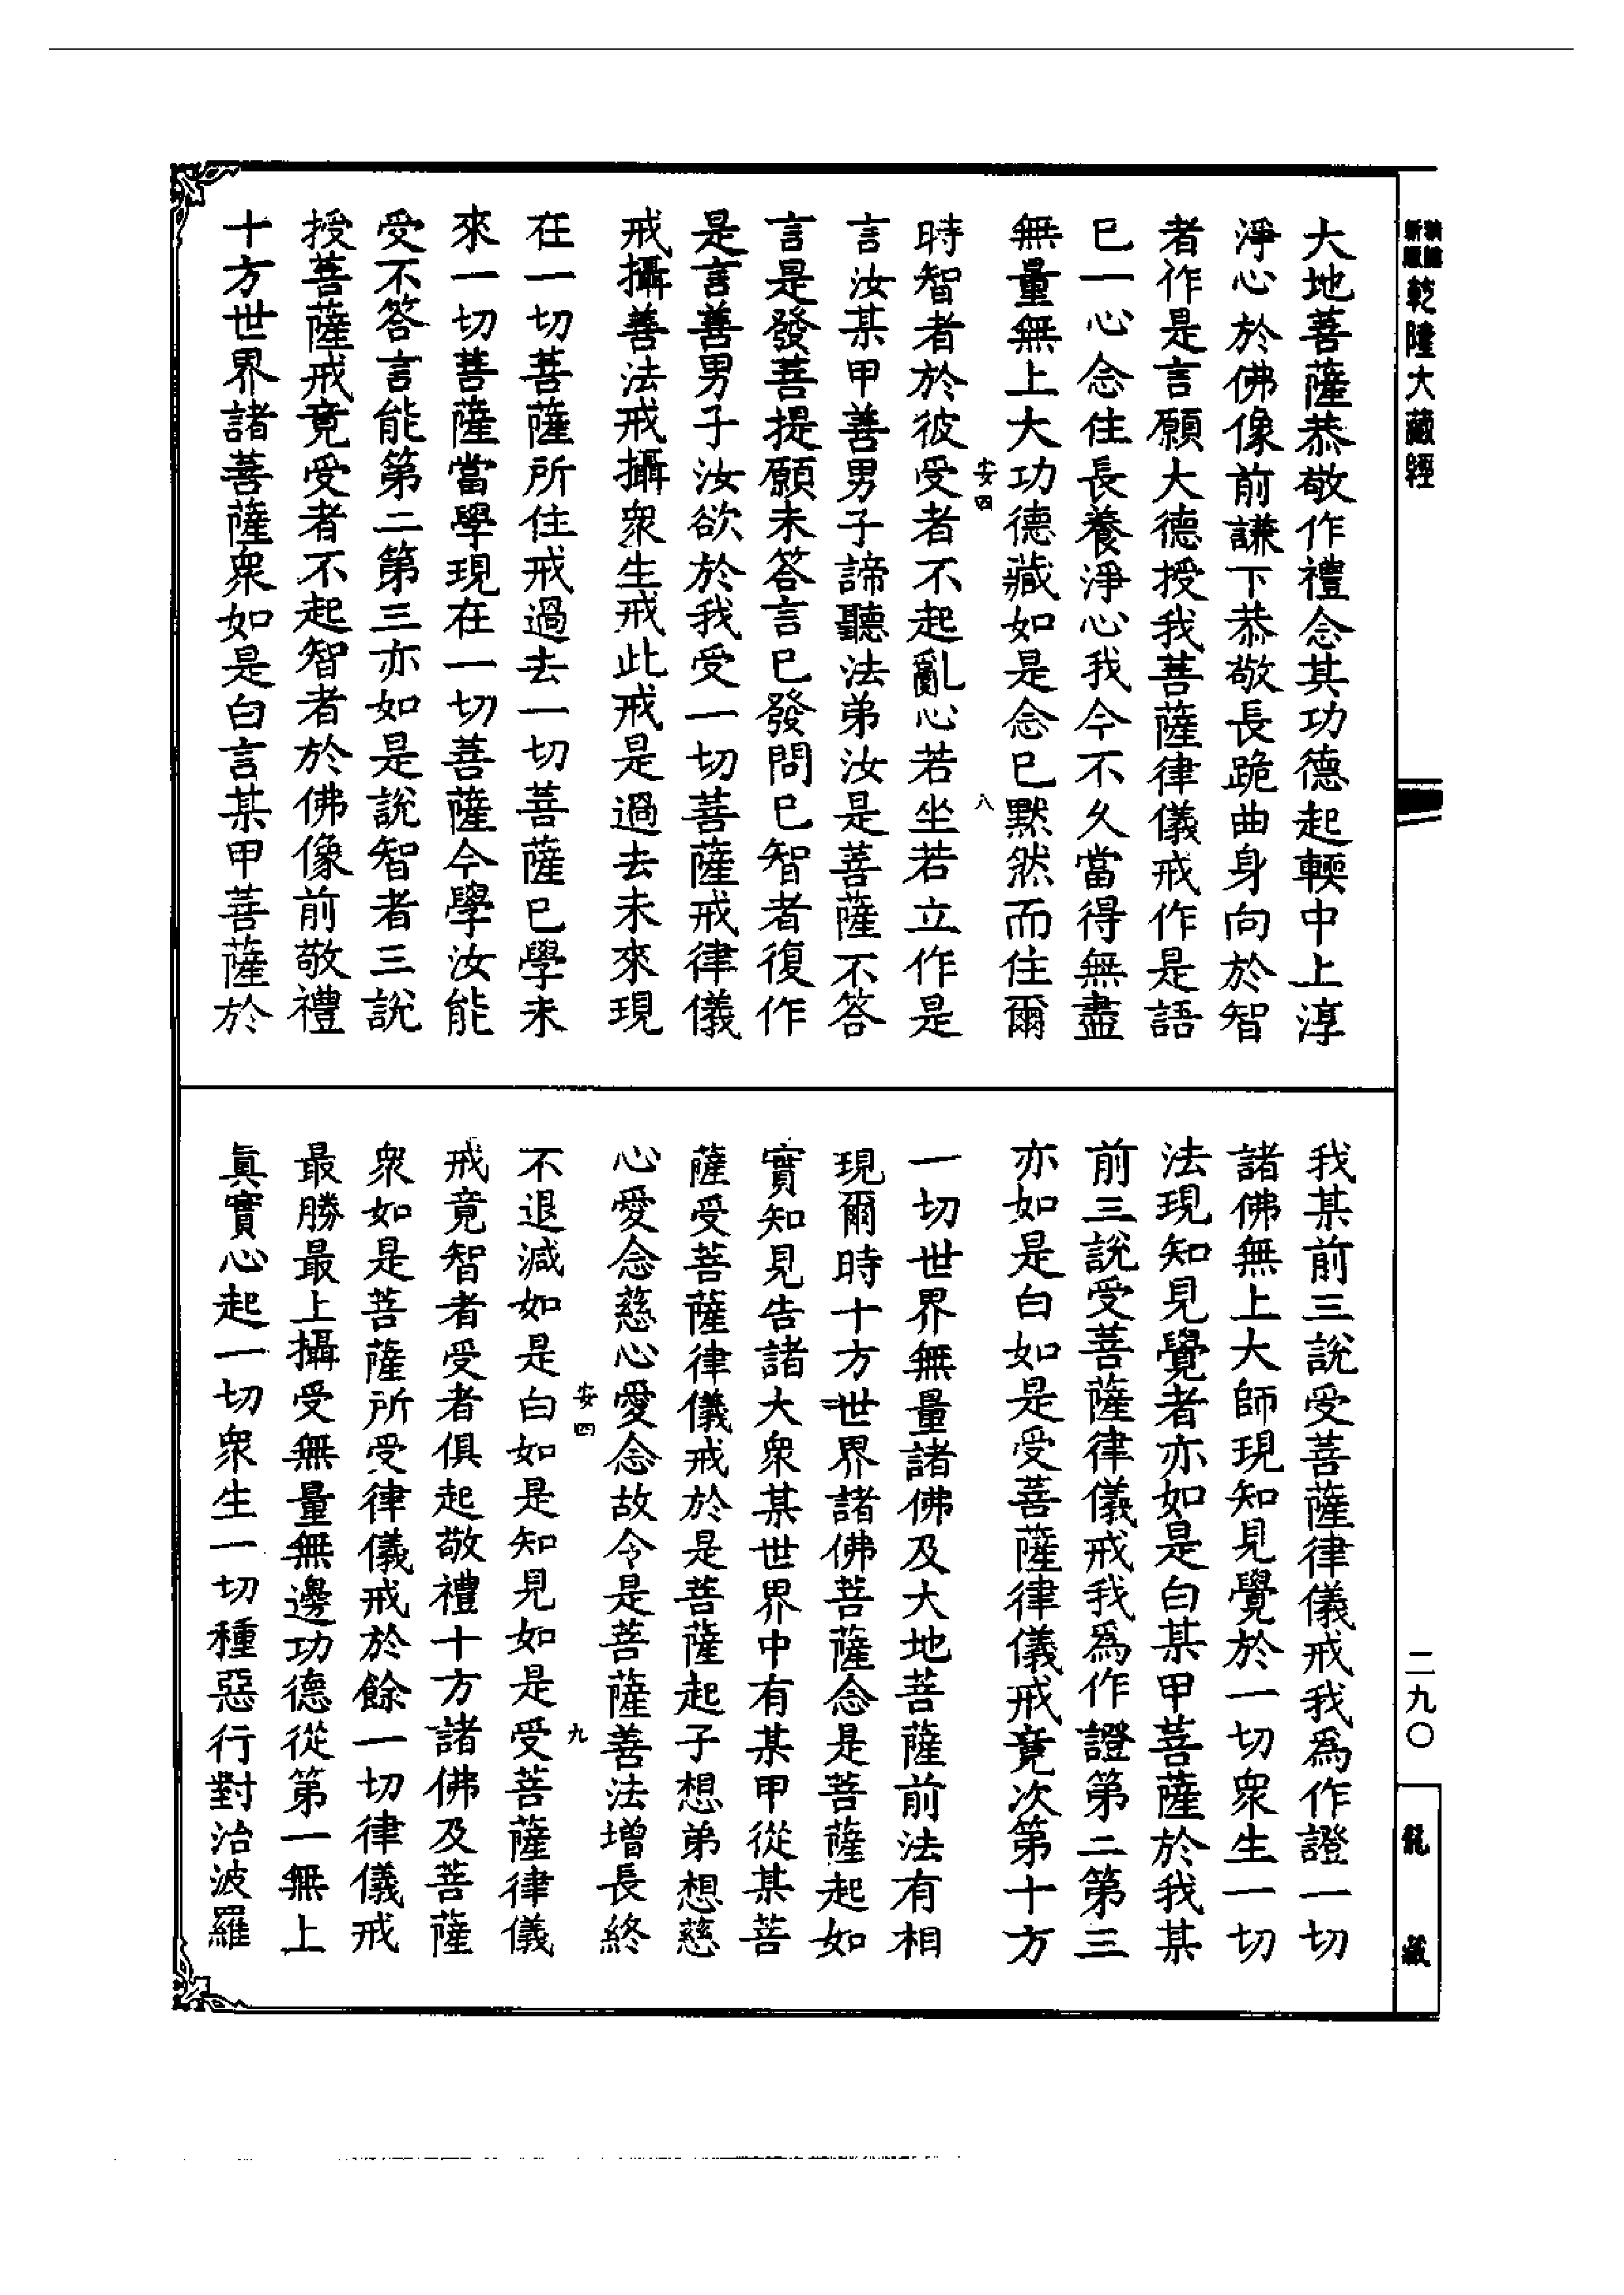 新編
縮版
乾隆大藏經
大地菩薩恭敬作禮念其功德起輭中上淳
淨心於佛像前謙下恭敬長跪曲身向於智
者作是言願大德授我菩薩律儀戒作是語
已一心念住長養淨心我今不久當得無盡
無量無上大功德藏如是念已默然而住爾
安四
八
時智者於彼受者不起亂心若坐若立作是
言汝某甲善男子諦聽法弟汝是菩薩不答
言是發菩提願未答言已發問已智者復作
是言善男子汝欲於我受一切菩薩戒律儀
戒攝善法戒攝衆生戒此戒是過去未來現
在一切菩薩所住戒過去一切菩薩已學未
來一切菩薩當學現在一切菩薩今學汝能
受不答言能第二第三亦如是說智者三說
授菩薩戒竟受者不起智者於佛像前敬禮
十方世界諸菩薩衆如是白言某甲菩薩於
我某前三說受菩薩律儀戒我爲作證一切
諸佛無上大師現知見覺於一切衆生一切
法現知見覺者亦如是白某甲菩薩於我某
前三說受菩薩律儀戒我爲作證第二第三
亦如是白如是受菩薩律儀戒竟次第十方
一切世界無量諸佛及大地菩薩前法有相
現爾時十方世界諸佛菩薩念是菩薩起如
實知見告諸大衆某世界中有某甲從某菩
薩受菩薩律儀戒於是菩薩起子想弟想慈
心愛念慈心愛念故令是菩薩善法增長終
安四
九
不退減如是白如是知見如是受菩薩律儀
戒竟智者受者俱起敬禮十方諸佛及菩薩
衆如是菩薩所受律儀戒於餘一切律儀戒
最勝最上攝受無量無邊功德從第一無上
眞實心起一切衆生一切種惡行對治波羅
二九〇
龍藏